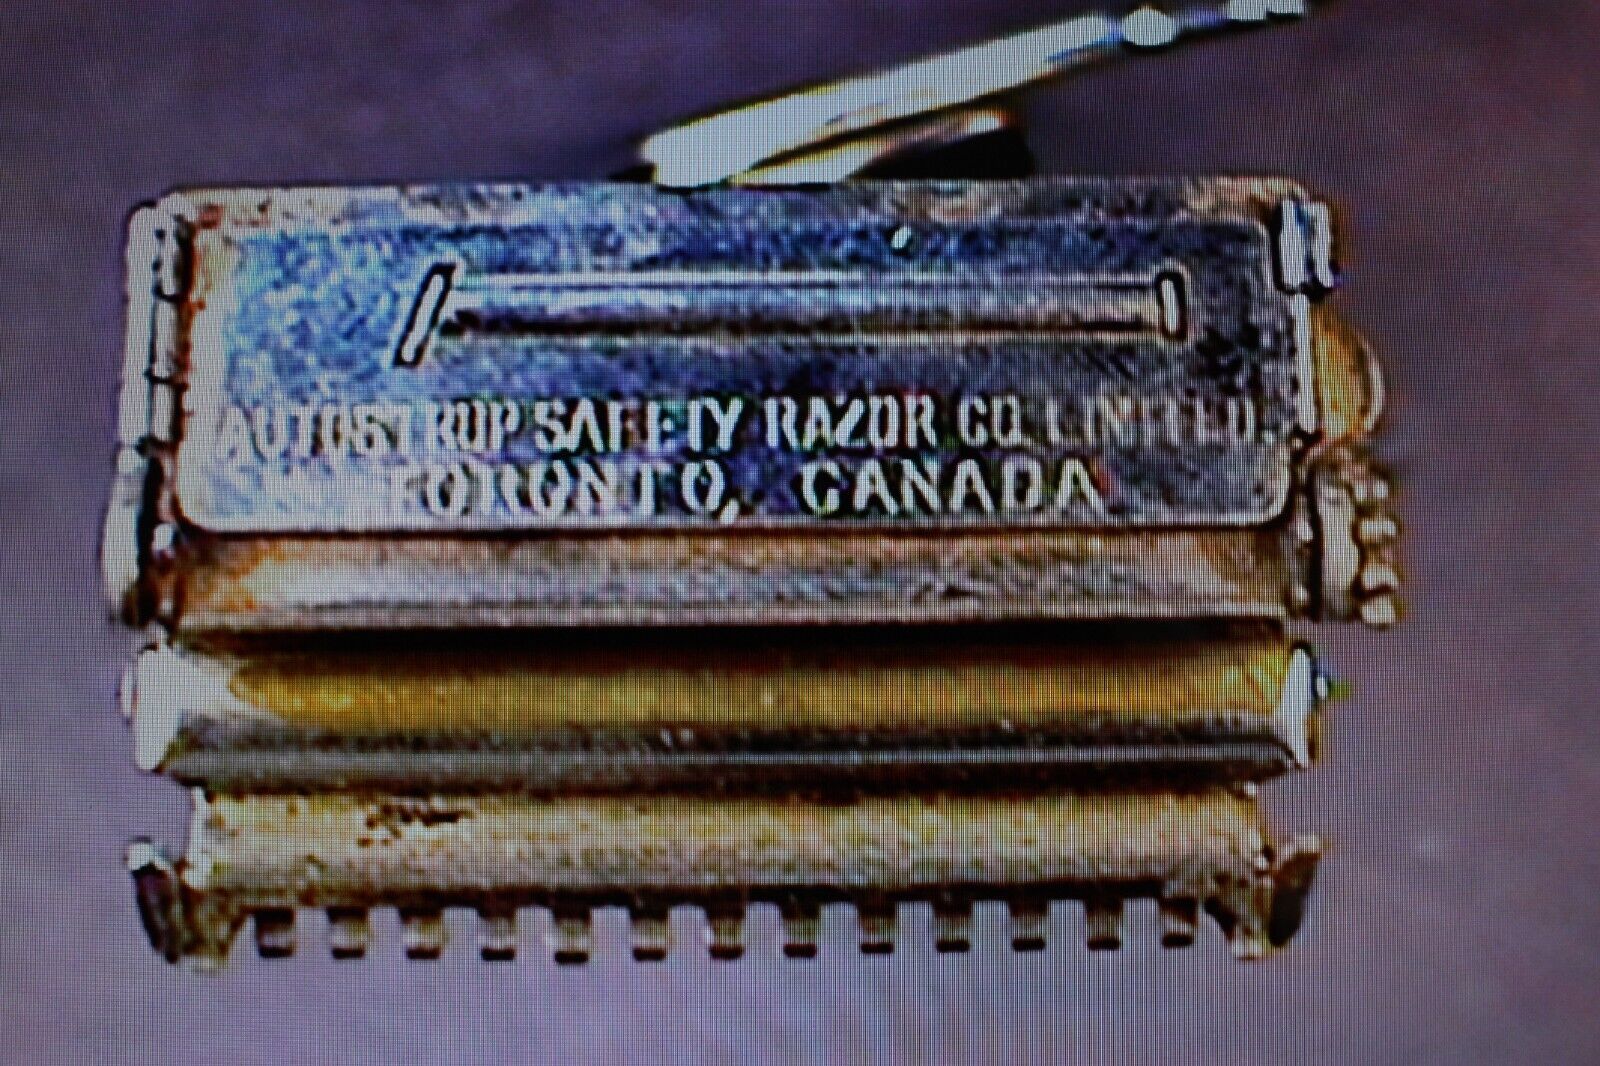 AUTOSTROP SAFETY RAZOR CO. LIMITED.
TORONTO, CANADA